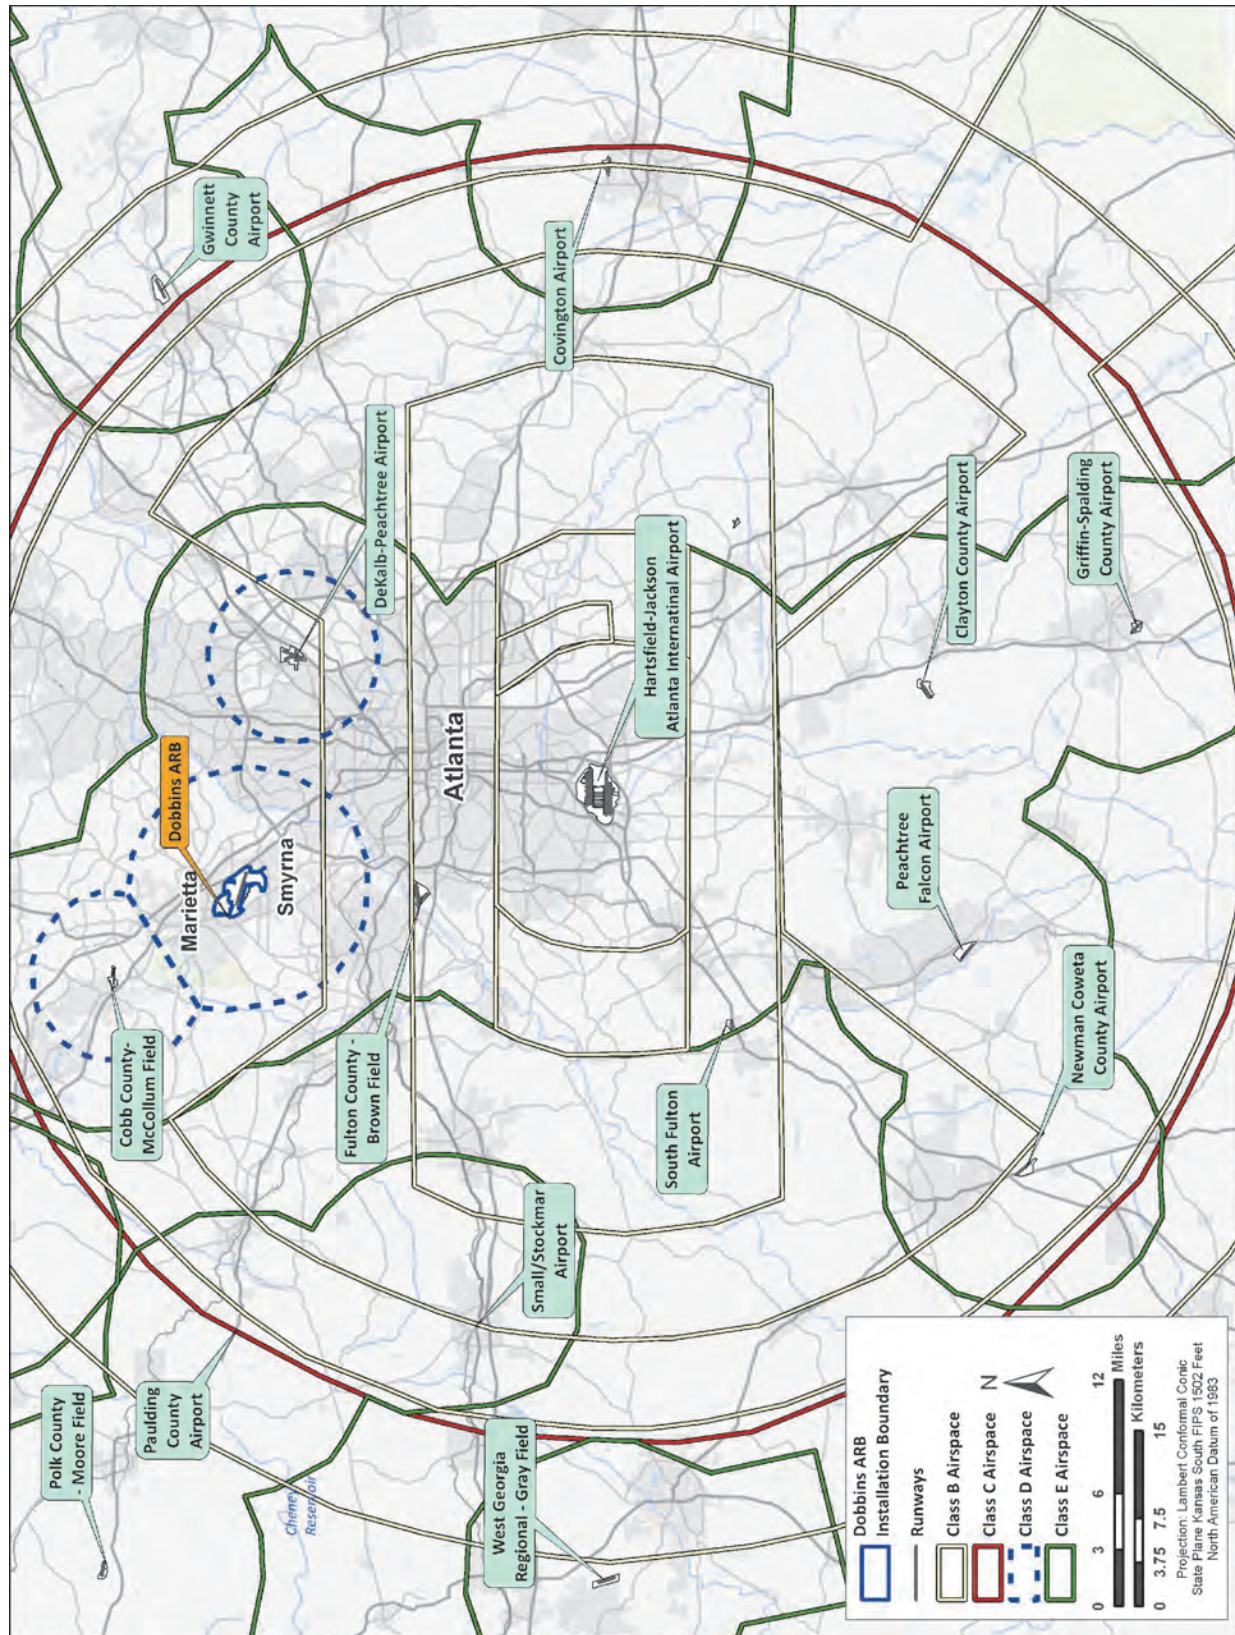 Polk County
- Moore Field
Paulding
County
Airport
Cheney
Reservoir
West Georgia
Regional - Gray Field
Small/Stockmar
Airport
Cobb County-
McCollum Field
Marietta
Dobbins ARB
Smyrna
Fulton County -
Brown Field
DeKalb-Peachtree Airport
Gwinnett
County
Airport
Atlanta
Covington Airport
Hartsfield-Jackson
Atlanta Internatinal Airport
South Fulton
Airport
Peachtree
Falcon Airport
Newman Coweta
County Airport
Clayton County Airport
Griffin-Spalding
County Airport
Dobbins ARB
Installation Boundary
Runways
Class B Airspace
Class C Airspace
Class D Airspace
Class E Airspace
N
0 3 6 12
Miles
Kilometers
0 3.75 7.5 15
Projection: Lambert Conformal Conic
State Plane Kansas South FIPS 1502 Feet
North American Datum of 1983